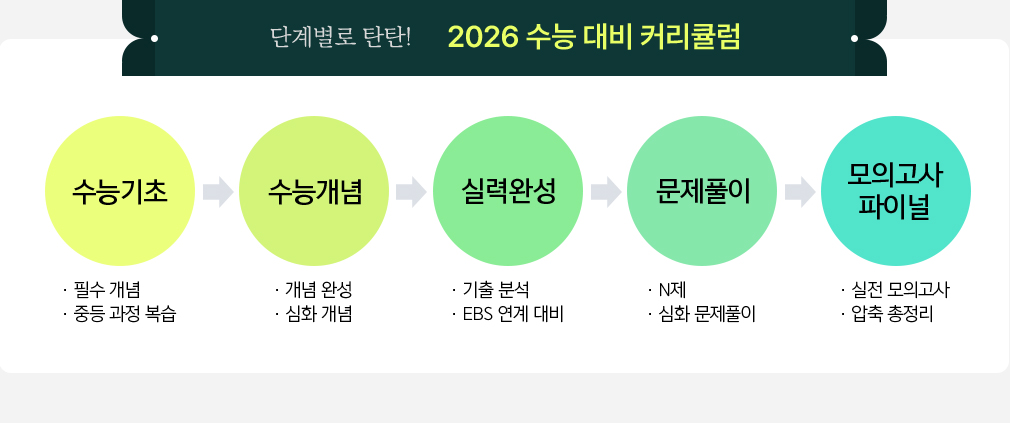 단계별로 탄탄! 2026 수능 대비 커리큘럼
수능기초
수능개념
실력완성
문제풀이
모의고사
파이널
· 필수 개념
· 중등 과정 복습
· 개념 완성
· 심화 개념
· 기출 분석
· EBS 연계 대비
· N제
· 심화 문제풀이
· 실전 모의고사
· 압축 총정리